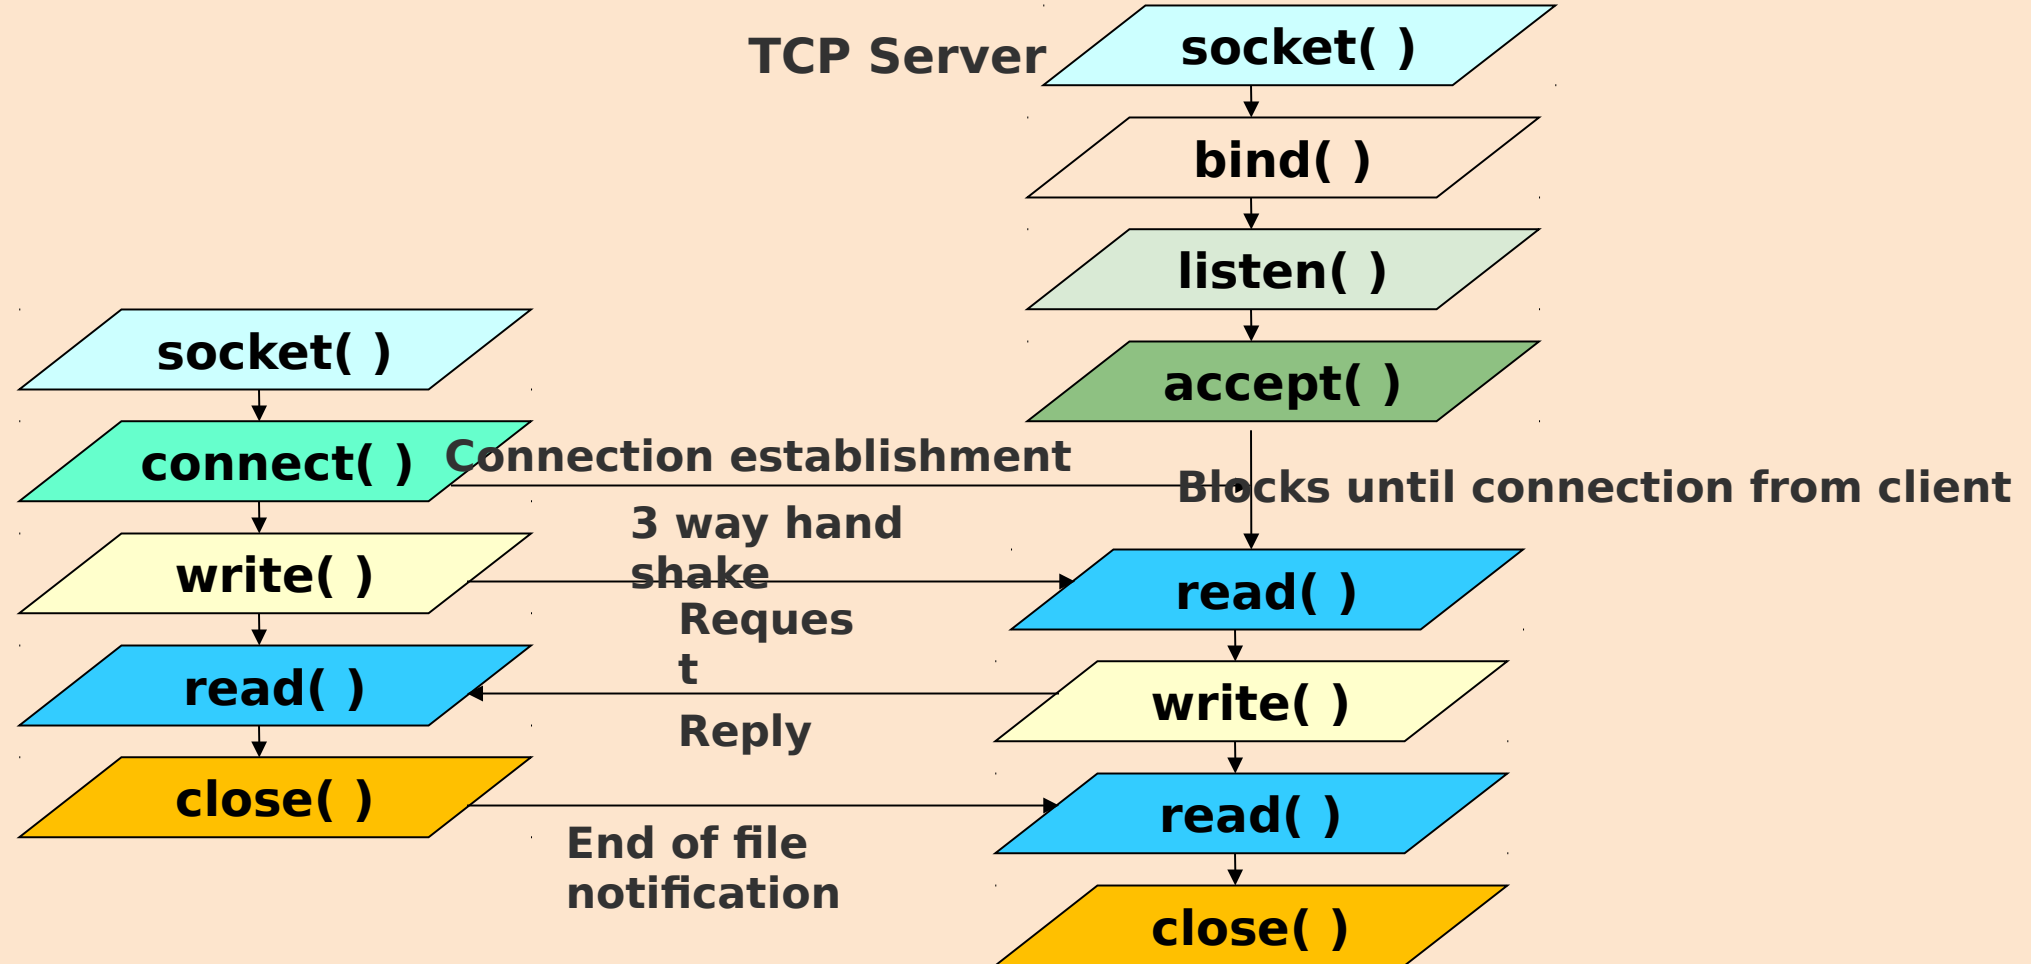 TCP Server
socket( )
bind( )
listen( )
accept( )
socket( )
connect( )
Connection establishment
Blocks until connection from client
3 way hand
shake
write( )
read( )
Reques
t
read( )
write( )
Reply
close( )
read( )
End of file
notification
close( )